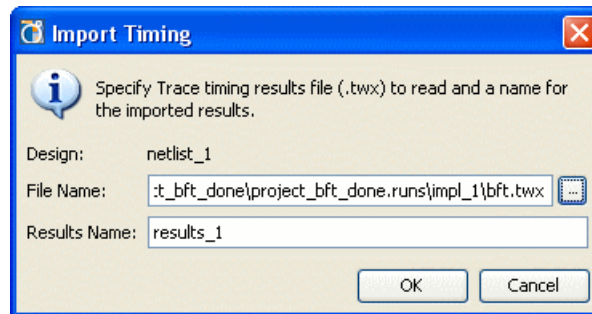 Import Timing
Specify Trace timing results file (.twx) to read and a name for
the imported results.
Design: netlist_1
File Name: :t_bft_done\project_bft_done.runs\impl_1\bft.twx ...
Results Name: results_1
OK Cancel